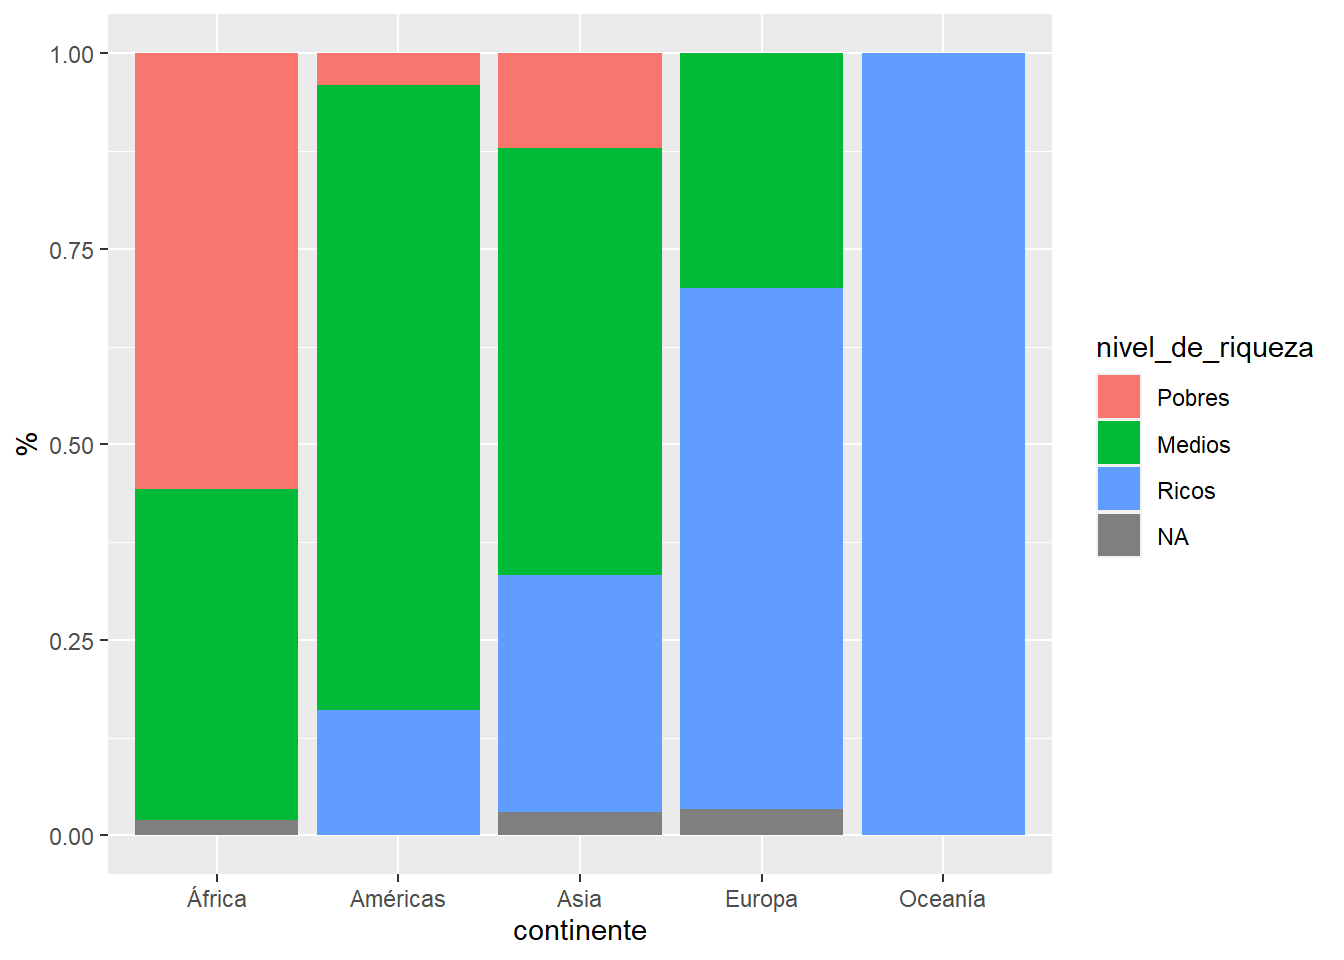 1.00
0.75
0.50
0.25
0.00
%
África
Américas
Asia
Europa
Oceanía
continente
nivel_de_riqueza
Pobres
Medios
Ricos
NA